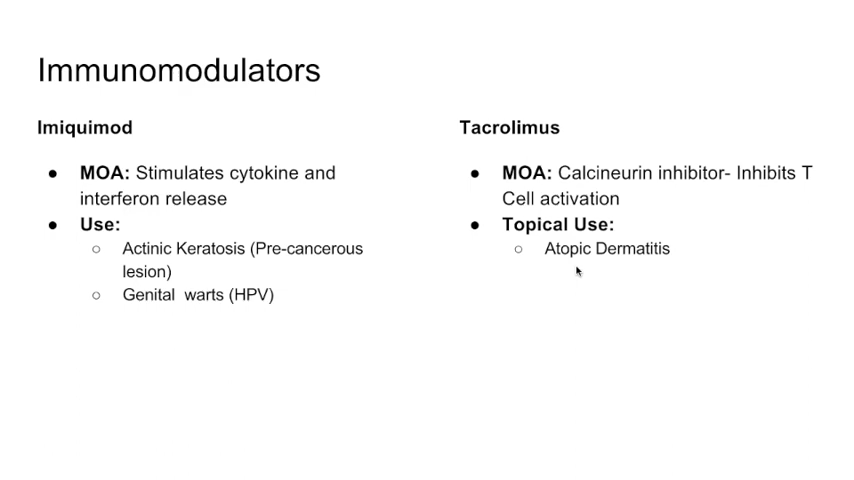 Immunomodulators
Imiquimod
● MOA: Stimulates cytokine and
interferon release
● Use:
○ Actinic Keratosis (Pre-cancerous
lesion)
○ Genital warts (HPV)
Tacrolimus
● MOA: Calcineurin inhibitor- Inhibits T
Cell activation
● Topical Use:
○ Atopic Dermatitis